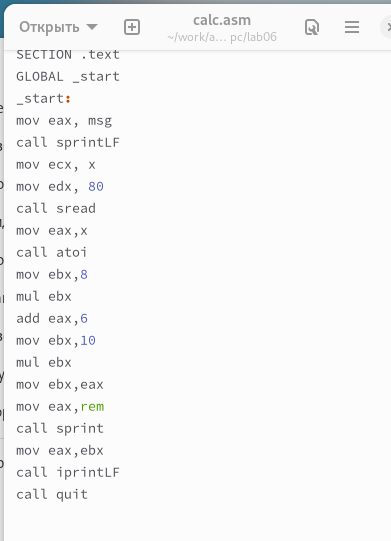 Открыть
calc.asm
~/work/a... pc/lab06
SECTION .text
GLOBAL _start
_start:
mov eax, msg
call sprintLF
mov ecx, x
mov edx, 80
call sread
mov eax,x
call atoi
mov ebx,8
mul ebx
add eax,6
mov ebx,10
mul ebx
mov ebx,eax
mov eax,rem
call sprint
mov eax,ebx
call iprintLF
call quit